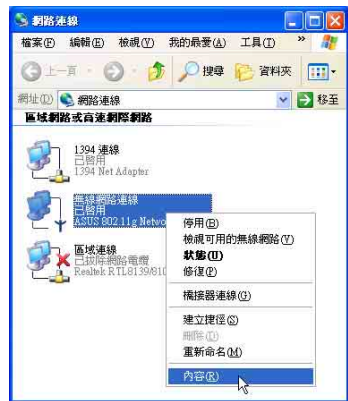 網路連線
檔案(F) 編輯(E) 檢視(V) 我的最愛(A) 工具(T) »
上一頁 搜尋 資料夾
網址(D) 網路連線 移至
區域網路或高速網際網路
1394 連線
已啟用
1394 Net Adapter
無線網路連線
已啟用
ASUS 802.11g Netwo
區域連線
已拔除網路電纜
Realtek RTL8139/810
停用(B)
檢視可用的無線網路(V)
狀態(U)
修復(P)
橋接器連線(G)
建立捷徑(S)
刪除(D)
重新命名(M)
內容(R)